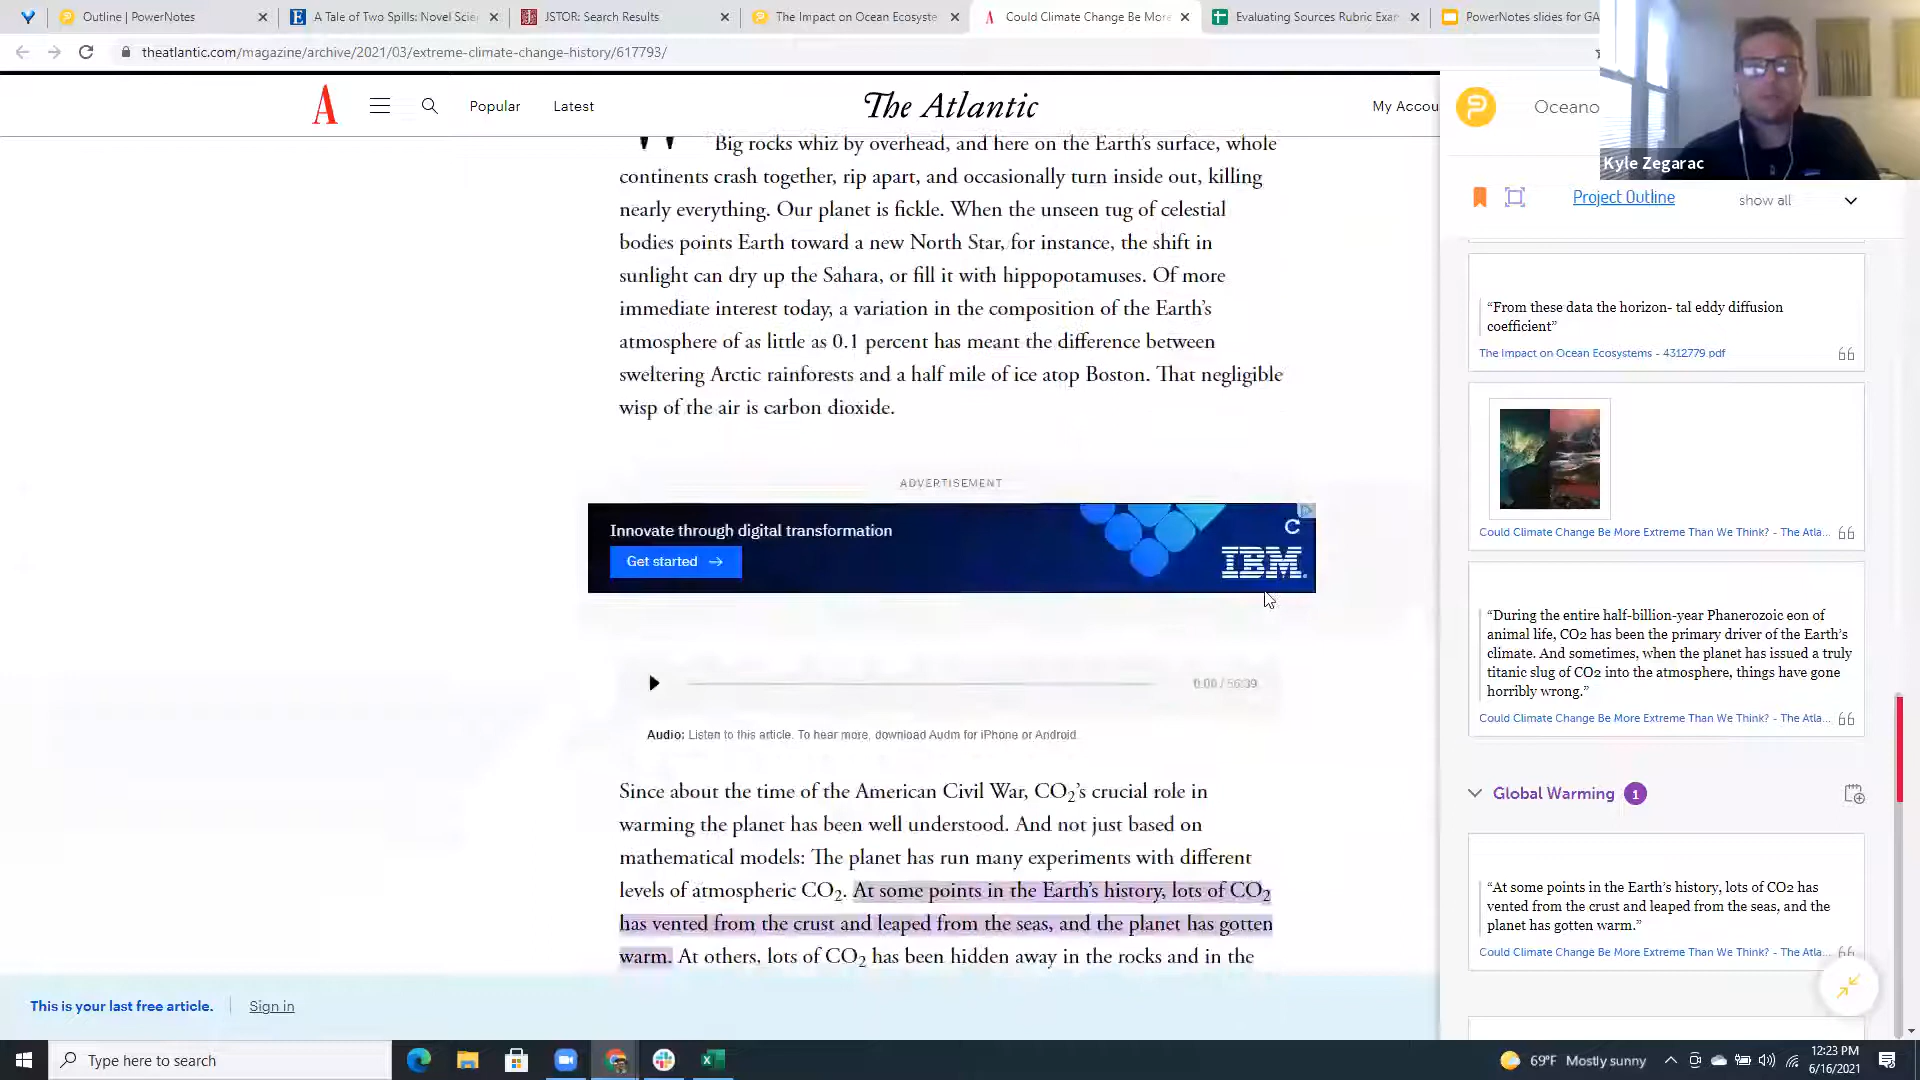 Outline | PowerNotes
A Tale of Two Spills: Novel Scie
JSTOR: Search Results
The Impact on Ocean Ecosyste
Could Climate Change Be More
Evaluating Sources Rubric Exa
PowerNotes slides for GA
theatlantic.com/magazine/archive/2021/03/extreme-climate-change-history/617793/
Popular
Latest
The Atlantic
My Accou
"Big rocks whiz by overhead, and here on the Earth's surface, whole
continents crash together, rip apart, and occasionally turn inside out, killing
nearly everything. Our planet is fickle. When the unseen tug of celestial
bodies points Earth toward a new North Star, for instance, the shift in
sunlight can dry up the Sahara, or fill it with hippopotamuses. Of more
immediate interest today, a variation in the composition of the Earth's
atmosphere of as little as 0.1 percent has meant the difference between
sweltering Arctic rainforests and a half mile of ice atop Boston. That negligible
wisp of the air is carbon dioxide.
ADVERTISEMENT
Innovate through digital transformation
Get started →
IBM
0:00 / 56:39
Audio: Listen to this article. To hear more, download Audm for iPhone or Android.
Since about the time of the American Civil War, CO2's crucial role in
warming the planet has been well understood. And not just based on
mathematical models: The planet has run many experiments with different
levels of atmospheric CO2. At some points in the Earth's history, lots of CO2
has vented from the crust and leaped from the seas, and the planet has gotten
warm. At others, lots of CO2 has been hidden away in the rocks and in the
This is your last free article.
Sign in
Oceano
Kyle Zegarac
Project Outline
show all
“From these data the horizon- tal eddy diffusion
coefficient”
The Impact on Ocean Ecosystems - 4312779.pdf
Could Climate Change Be More Extreme Than We Think? - The Atla...
“During the entire half-billion-year Phanerozoic eon of
animal life, CO2 has been the primary driver of the Earth’s
climate. And sometimes, when the planet has issued a truly
titanic slug of CO2 into the atmosphere, things have gone
horribly wrong.”
Could Climate Change Be More Extreme Than We Think? - The Atla...
Global Warming 1
“At some points in the Earth’s history, lots of CO2 has
vented from the crust and leaped from the seas, and the
planet has gotten warm.”
Could Climate Change Be More Extreme Than We Think? - The Atla...
Type here to search
69°F Mostly sunny
12:23 PM
6/16/2021